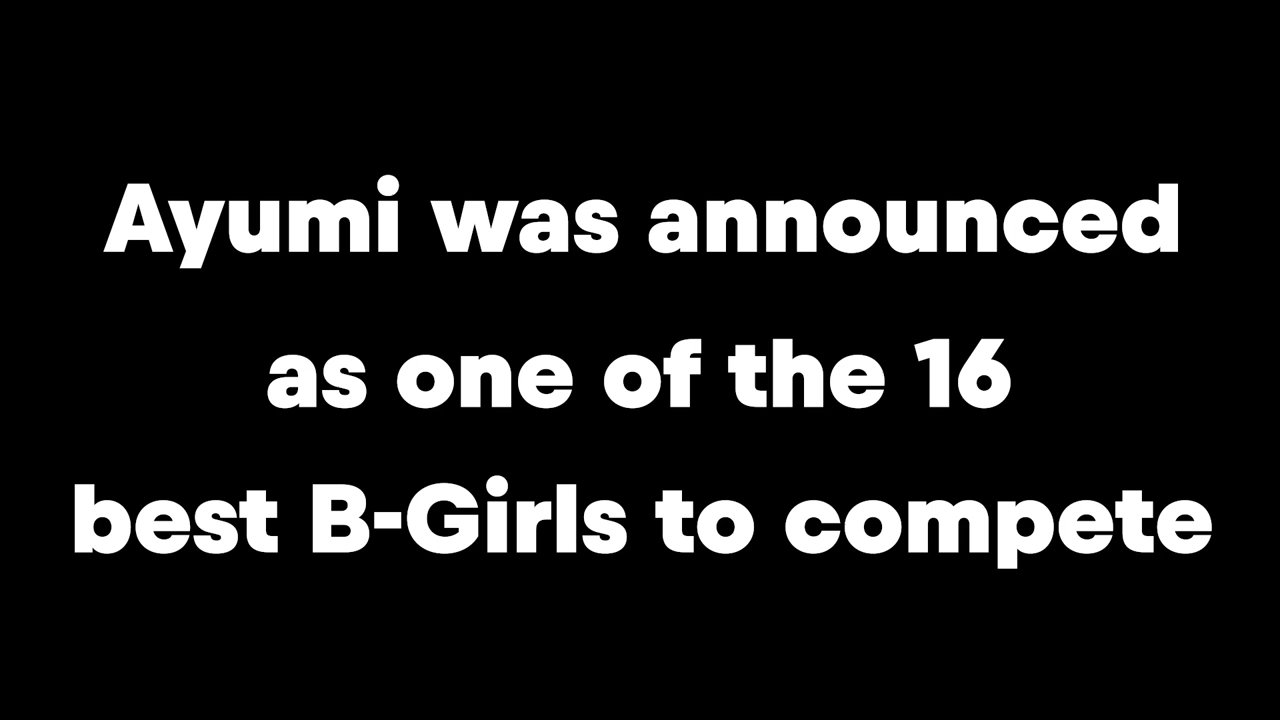 Ayumi was announced
as one of the 16
best B-Girls to compete